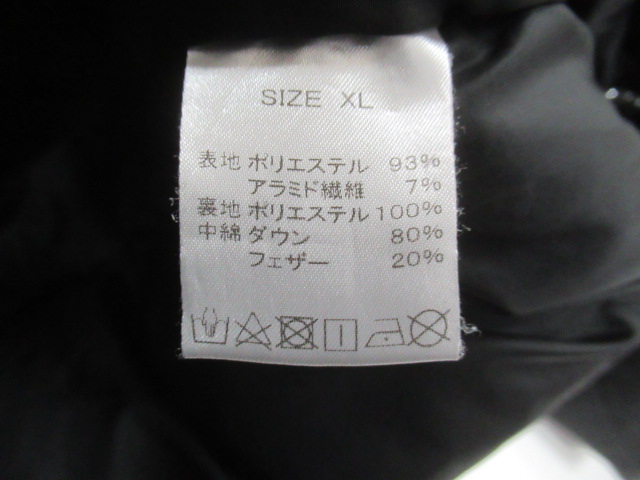 SIZE XL
表地 ポリエステル 93%
アラミド繊維 7%
裏地 ポリエステル 100%
中綿 ダウン 80%
フェザー 20%